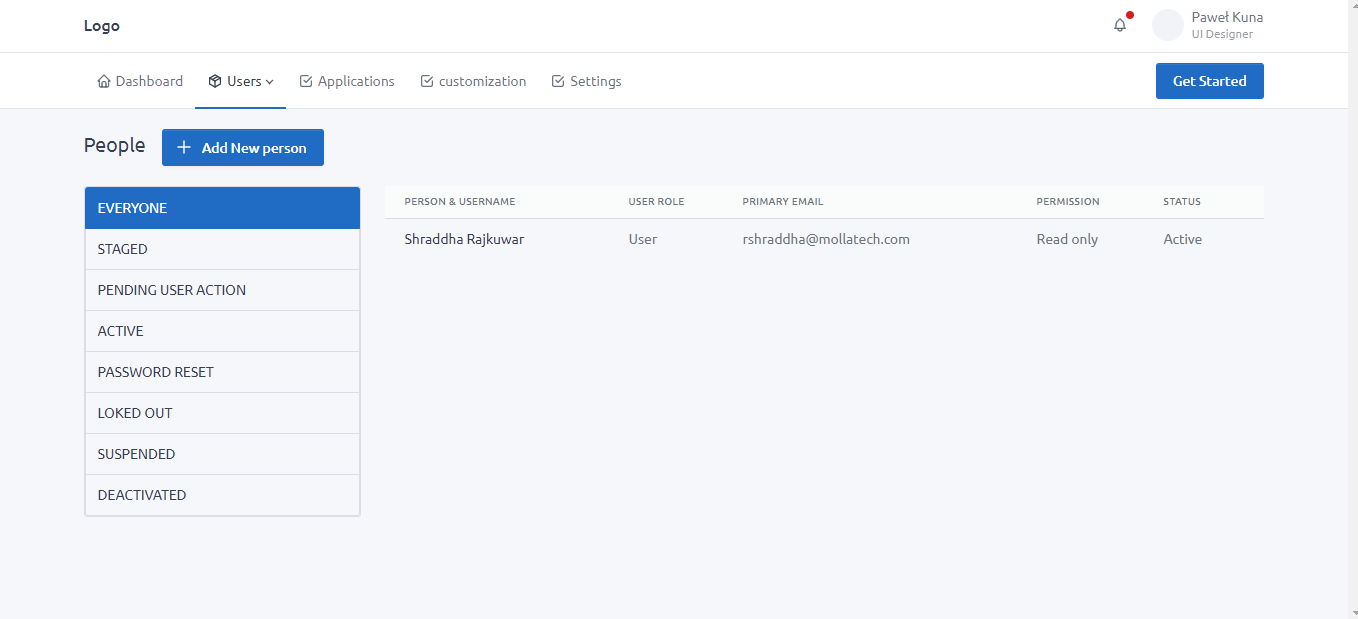 Logo
Paweł Kuna
UI Designer
Dashboard Users Applications customization Settings Get Started
People Add New person
EVERYONE
STAGED
PENDING USER ACTION
ACTIVE
PASSWORD RESET
LOKED OUT
SUSPENDED
DEACTIVATED
PERSON & USERNAME USER ROLE PRIMARY EMAIL PERMISSION STATUS
Shraddha Rajkuwar User rshraddha@mollatech.com Read only Active